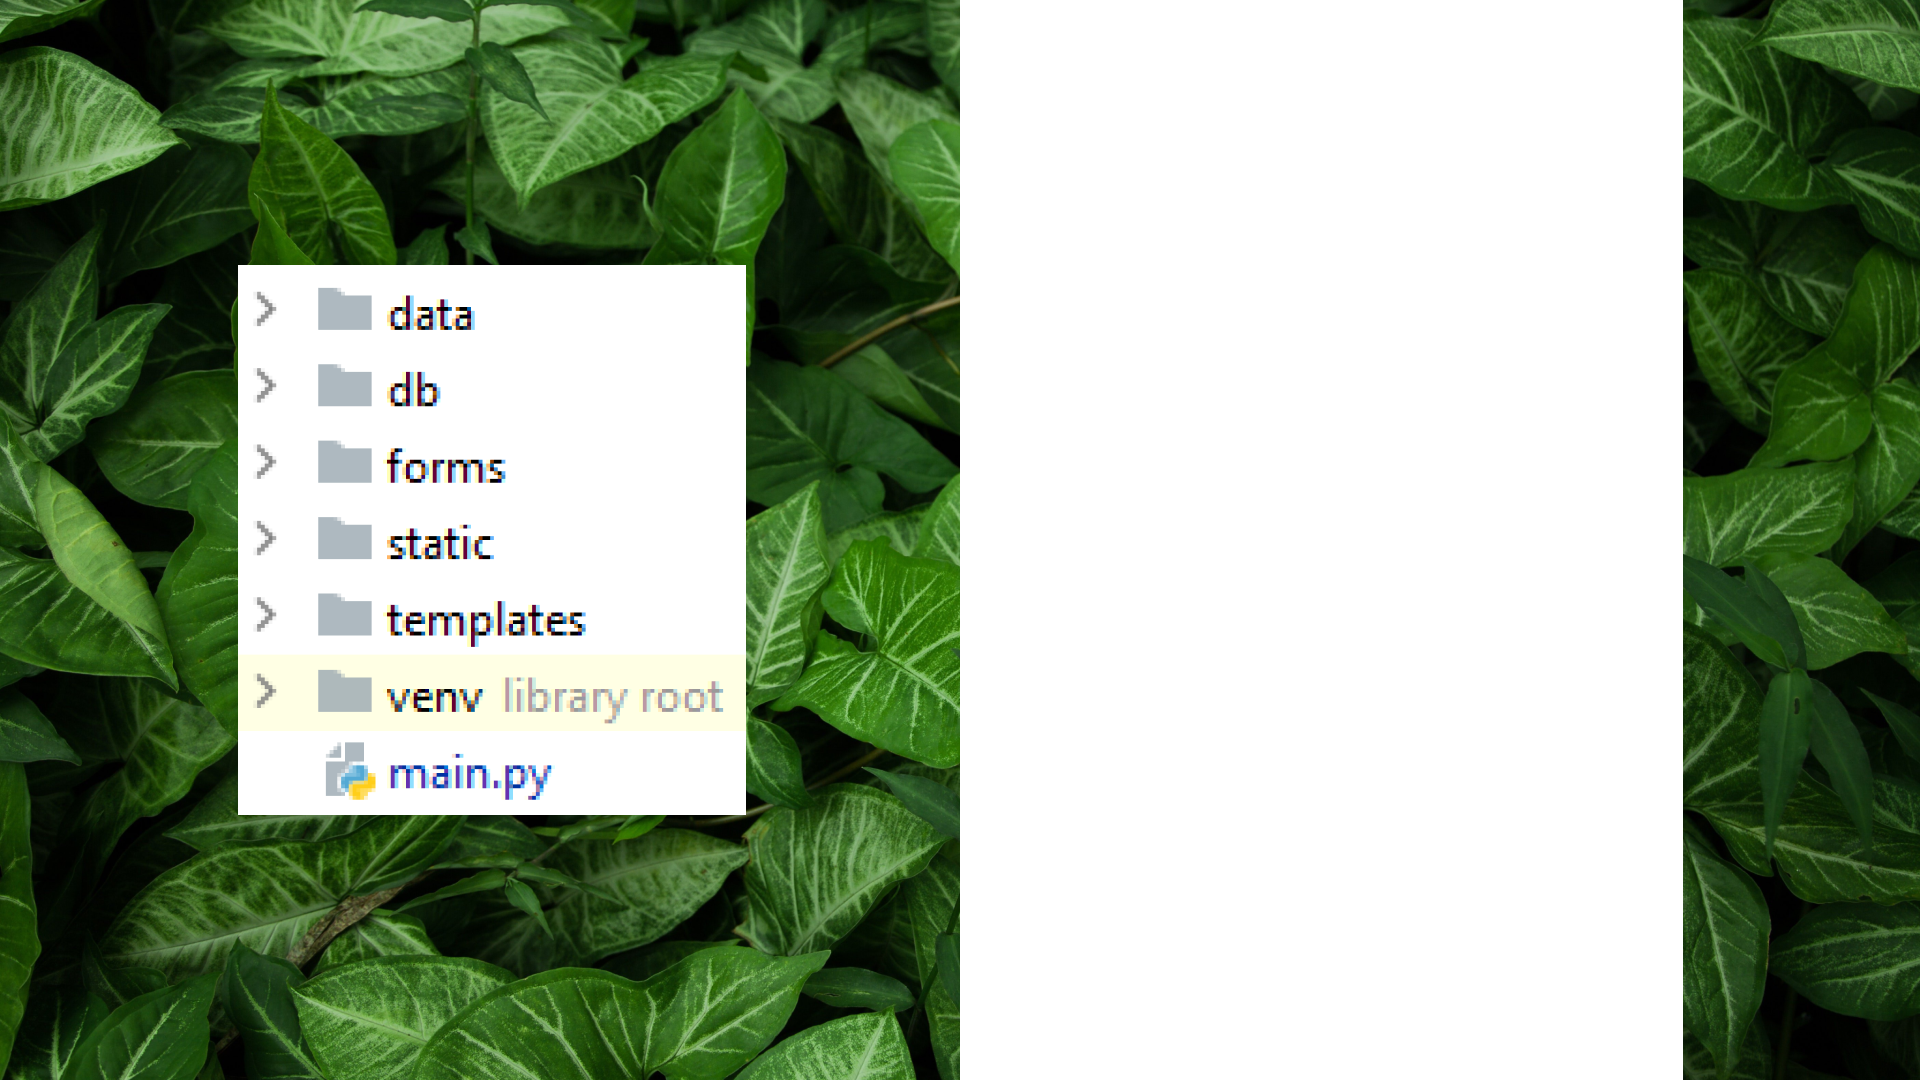 data
db
forms
static
templates
venv library root
main.py